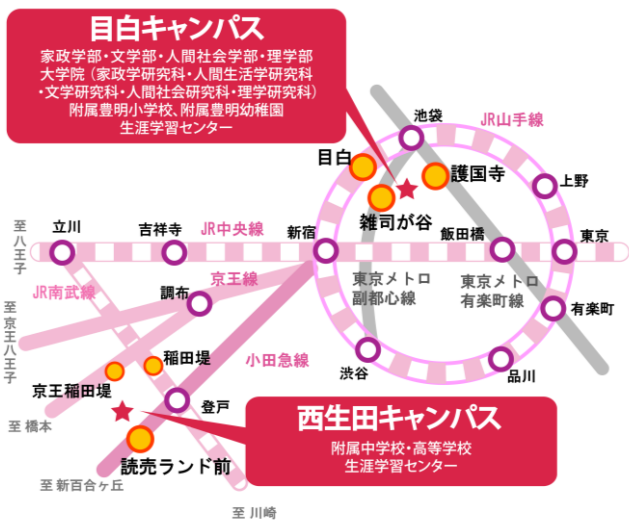 目白キャンパス
家政学部・文学部・人間社会学部・理学部
大学院（家政学研究科・人間生活学研究科
・文学研究科・人間社会研究科・理学研究科）
附属豊明小学校、附属豊明幼稚園
生涯学習センター
池袋
JR山手線
目白
護国寺
上野
雑司が谷
至八王子
立川
吉祥寺
JR中央線
新宿
飯田橋
東京
JR南武線
京王線
東京メトロ
副都心線
東京メトロ
有楽町線
至京王八王子
調布
有楽町
稲田堤
小田急線
渋谷
品川
京王稲田堤
登戸
至 橋本
西生田キャンパス
附属中学校・高等学校
生涯学習センター
読売ランド前
至 新百合ヶ丘
至 川崎